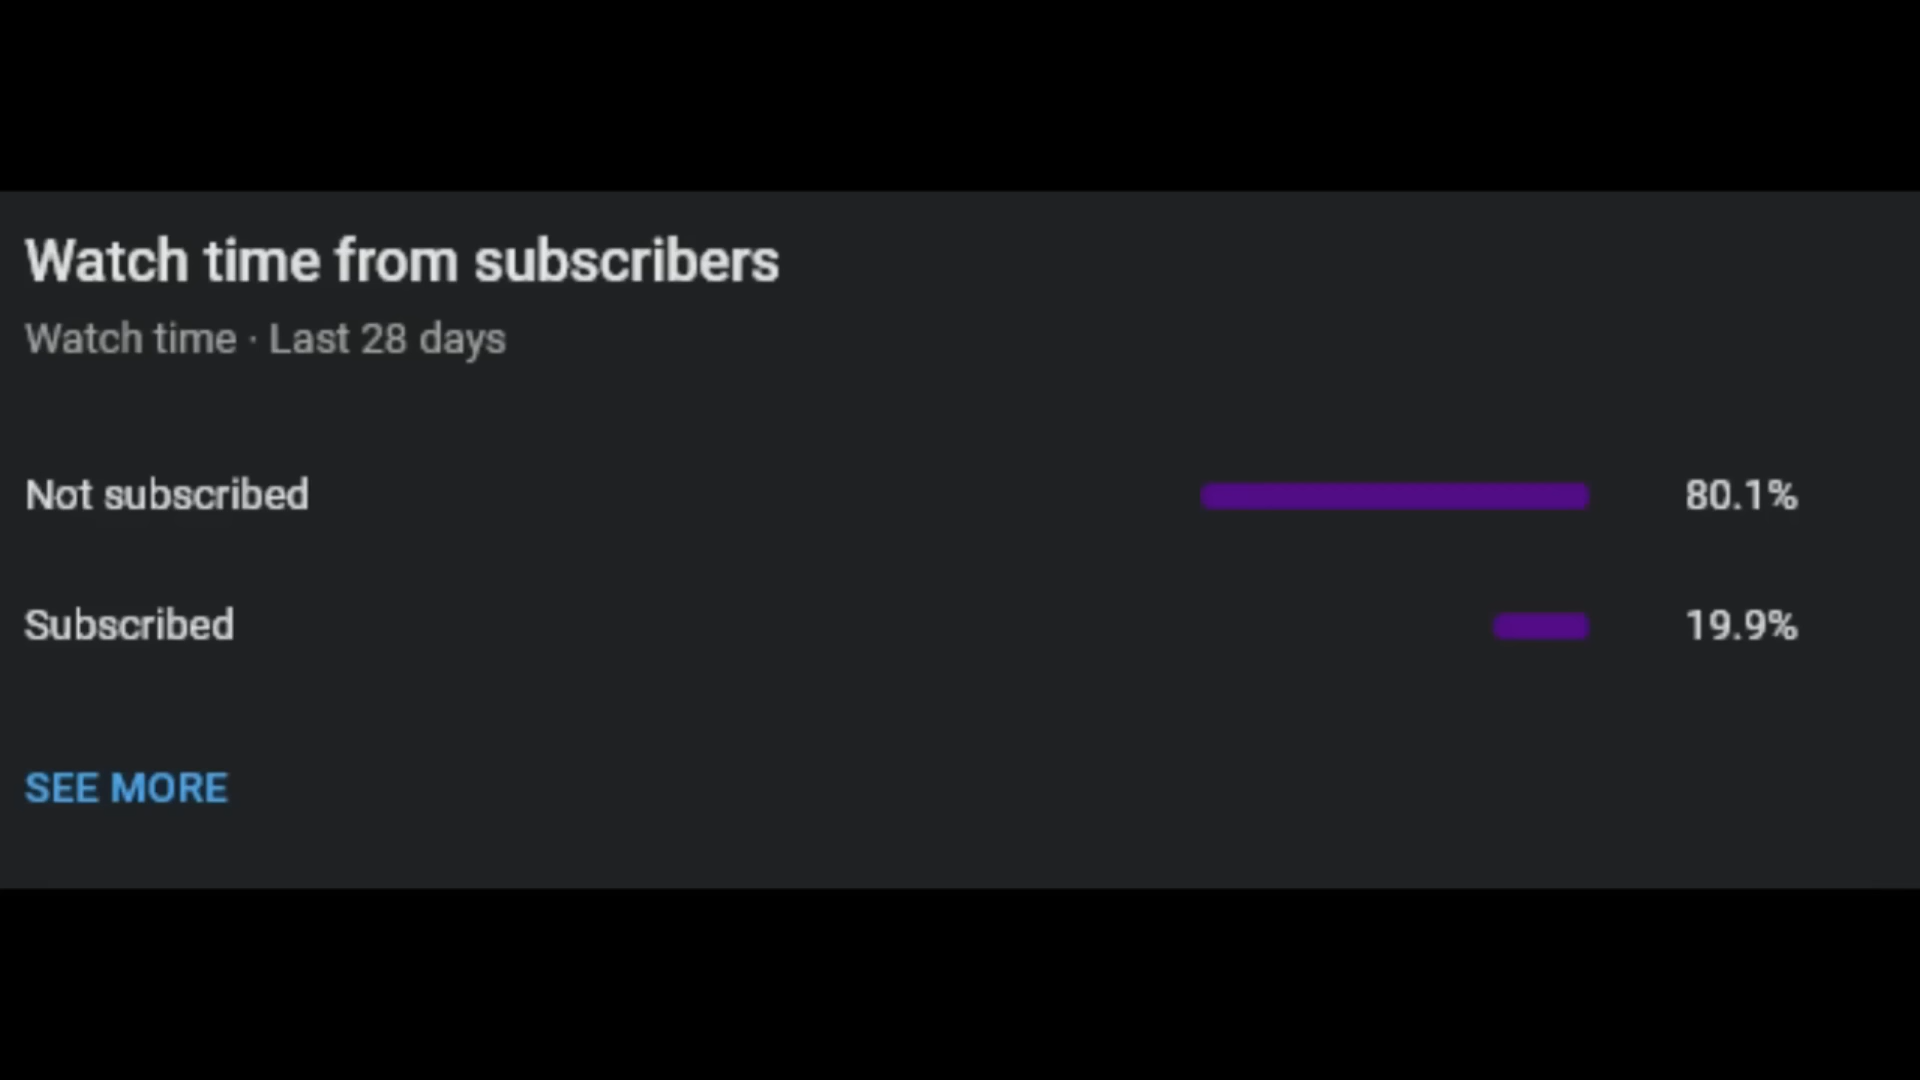 Watch time from subscribers
Watch time · Last 28 days
Not subscribed 80.1%
Subscribed 19.9%
SEE MORE